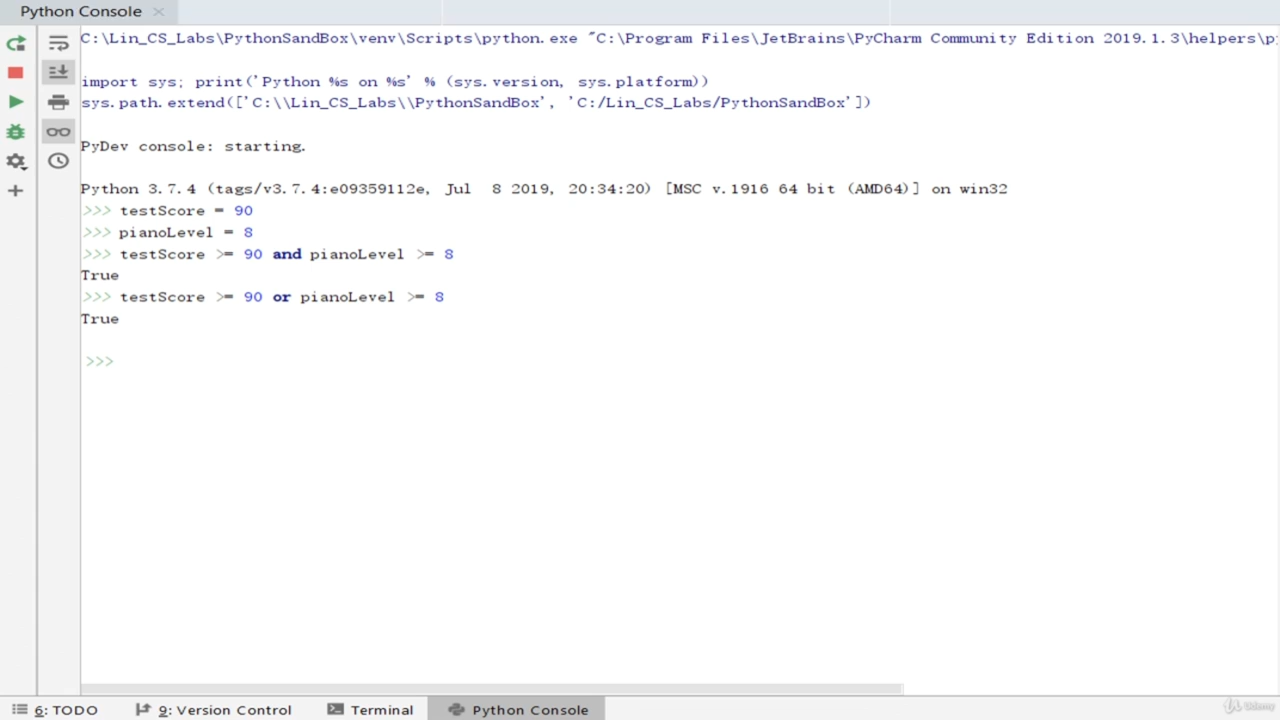 Python Console
C:\Lin_CS_Labs\PythonSandBox\venv\Scripts\python.exe "C:\Program Files\JetBrains\PyCharm Community Edition 2019.1.3\helpers\p
import sys; print('Python %s on %s' % (sys.version, sys.platform))
sys.path.extend(['C:\\Lin_CS_Labs\\PythonSandBox', 'C:/Lin_CS_Labs/PythonSandBox'])
PyDev console: starting.
Python 3.7.4 (tags/v3.7.4:e09359112e, Jul  8 2019, 20:34:20) [MSC v.1916 64 bit (AMD64)] on win32
>>> testScore = 90
>>> pianoLevel = 8
>>> testScore >= 90 and pianoLevel >= 8
True
>>> testScore >= 90 or pianoLevel >= 8
True
>>>
6: TODO 9: Version Control Terminal Python Console
Udemy